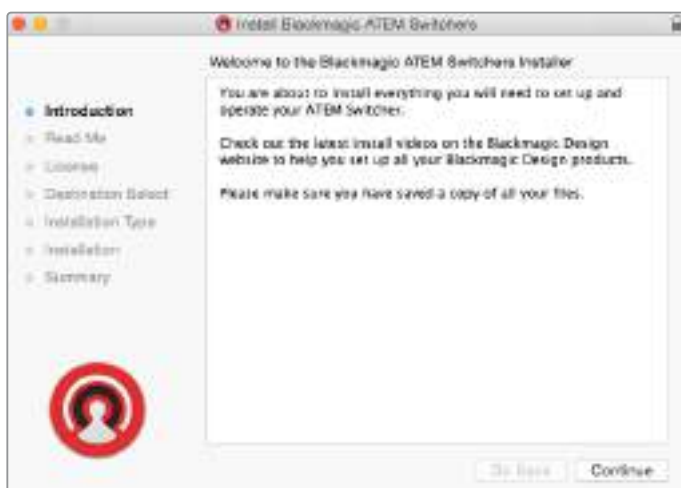 Install Blackmagic ATEM Switchers
Welcome to the Blackmagic ATEM Switchers Installer
Introduction
Read Me
License
Destination Select
Installation Type
Installation
Summary
You are about to install everything you will need to set up and
operate your ATEM Switcher.
Check out the latest install videos on the Blackmagic Design
website to help you set up all your Blackmagic Design products.
Please make sure you have saved a copy of all your files.
Go Back
Continue